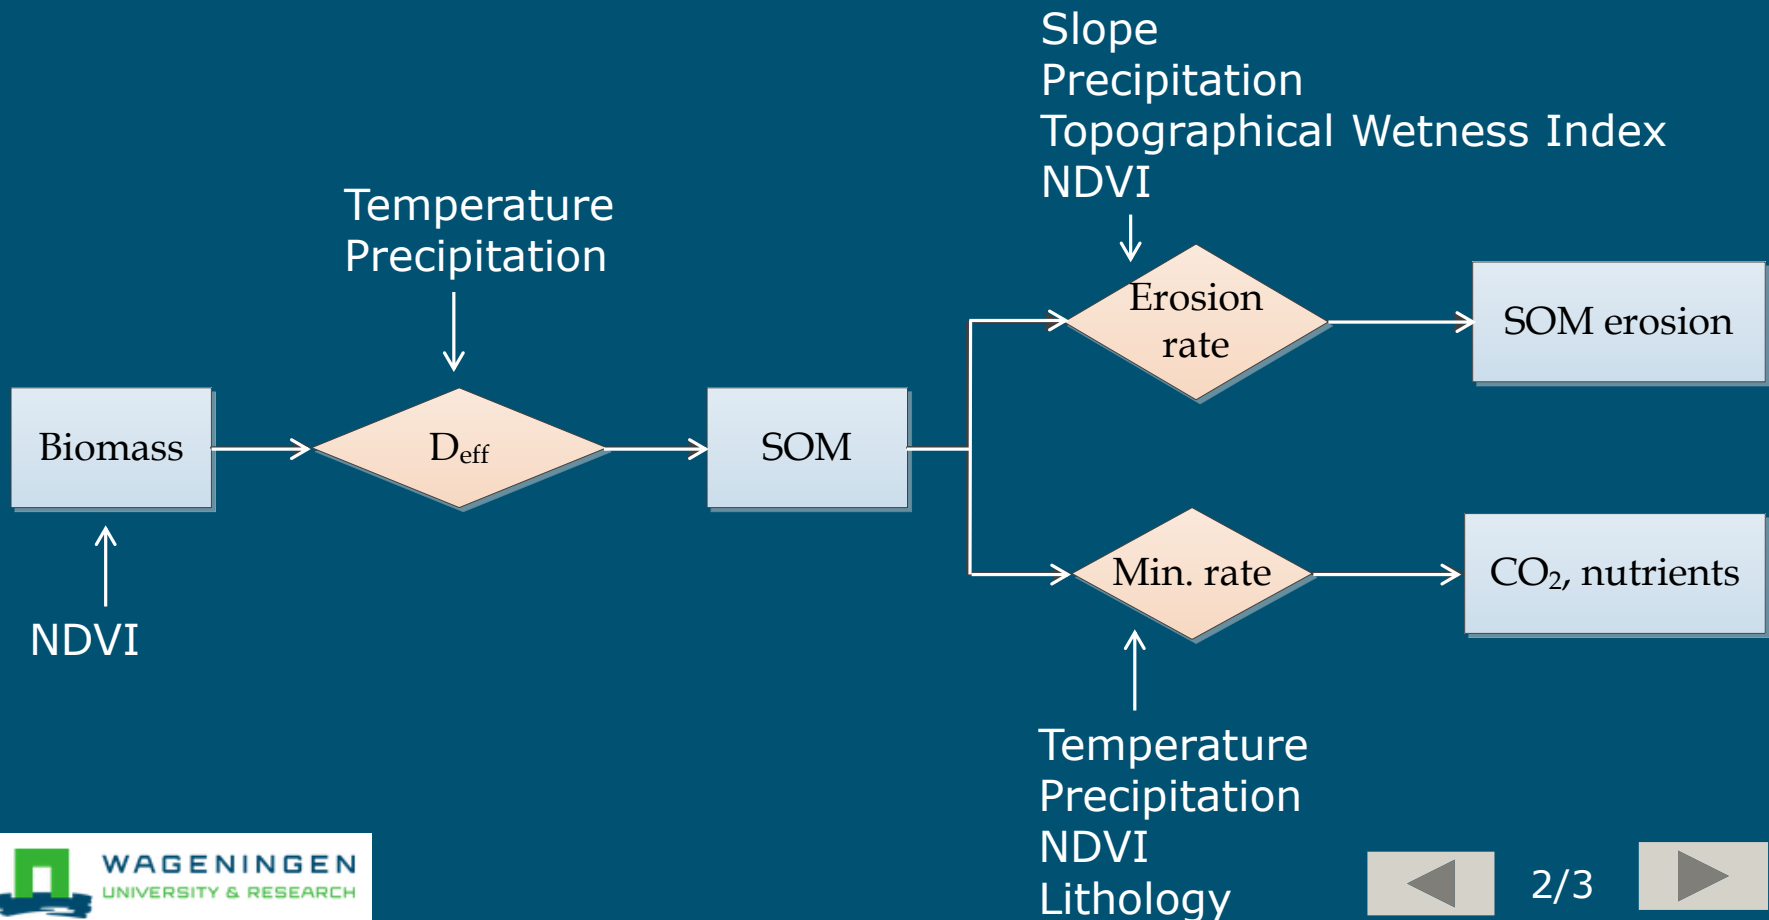 Slope
Precipitation
Topographical Wetness Index
NDVI
Temperature
Precipitation
Erosion
rate
SOM erosion
Biomass
D_eff
SOM
Min. rate
CO₂, nutrients
NDVI
Temperature
Precipitation
NDVI
Lithology
WAGENINGEN
UNIVERSITY & RESEARCH
2/3